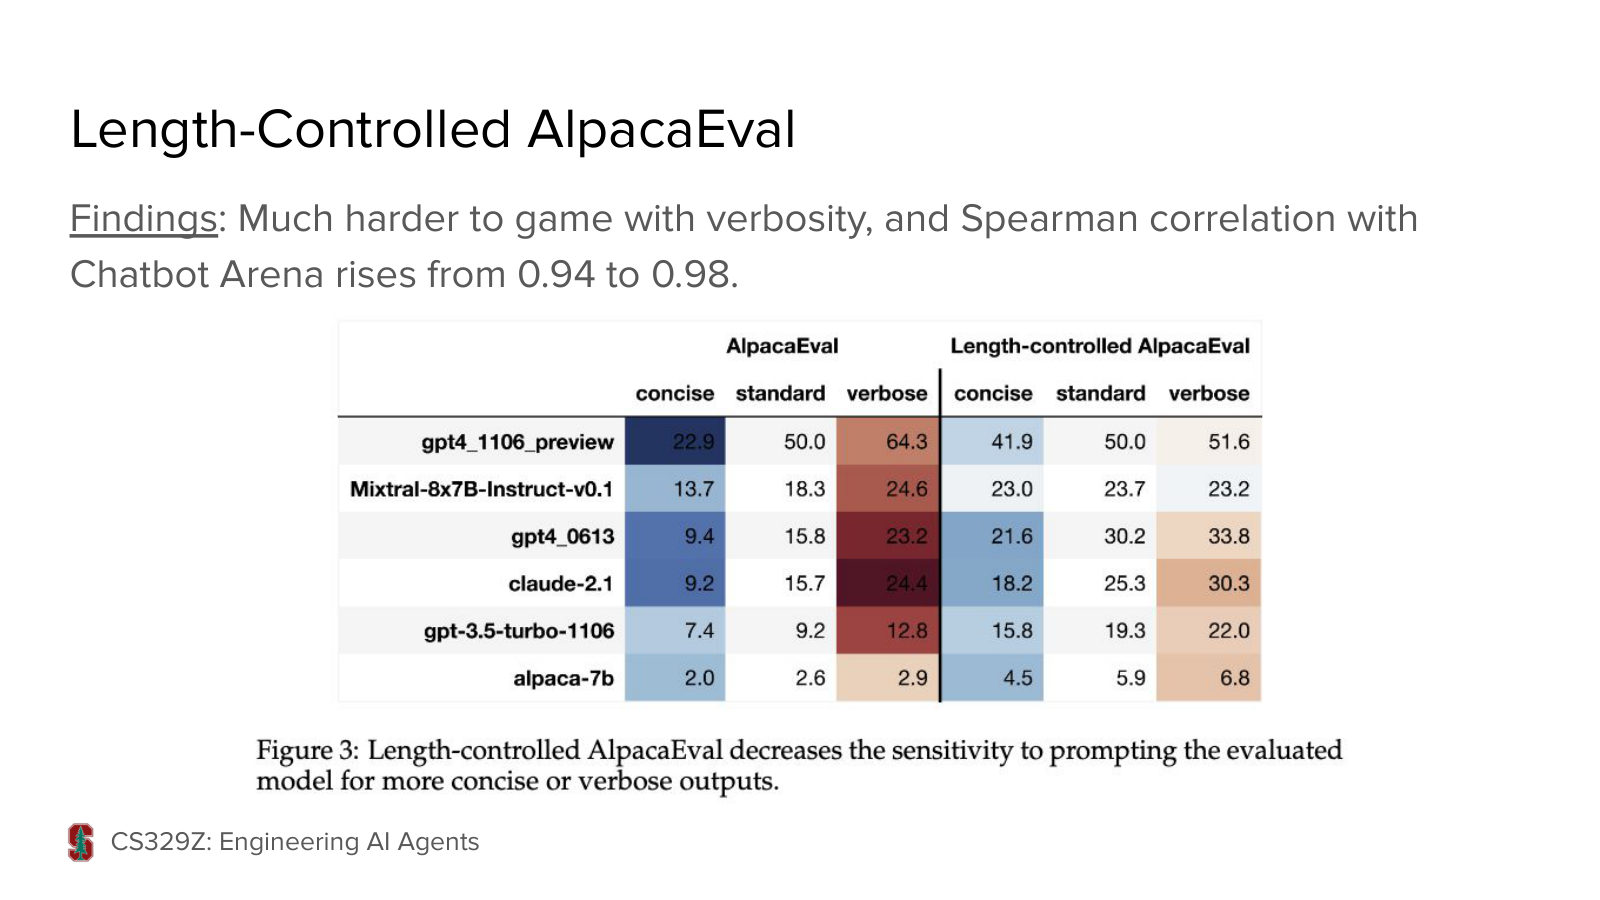 Length-Controlled AlpacaEval
Findings: Much harder to game with verbosity, and Spearman correlation with
Chatbot Arena rises from 0.94 to 0.98.
AlpacaEval Length-controlled AlpacaEval
concise standard verbose concise standard verbose
gpt4_1106_preview 22.9 50.0 64.3 41.9 50.0 51.6
Mixtral-8x7B-Instruct-v0.1 13.7 18.3 24.6 23.0 23.7 23.2
gpt4_0613 9.4 15.8 23.2 21.6 30.2 33.8
claude-2.1 9.2 15.7 24.4 18.2 25.3 30.3
gpt-3.5-turbo-1106 7.4 9.2 12.8 15.8 19.3 22.0
alpaca-7b 2.0 2.6 2.9 4.5 5.9 6.8
Figure 3: Length-controlled AlpacaEval decreases the sensitivity to prompting the evaluated
model for more concise or verbose outputs.
CS329Z: Engineering AI Agents